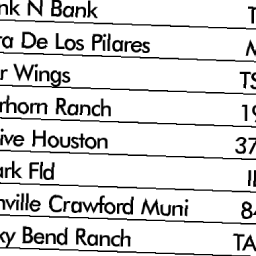 nk N Bank
ra De Los Pilares
r Wings TS
rhorn Ranch 19
ive Houston 37
ark Fld
nville Crawford Muni 84
ky Bend Ranch TA